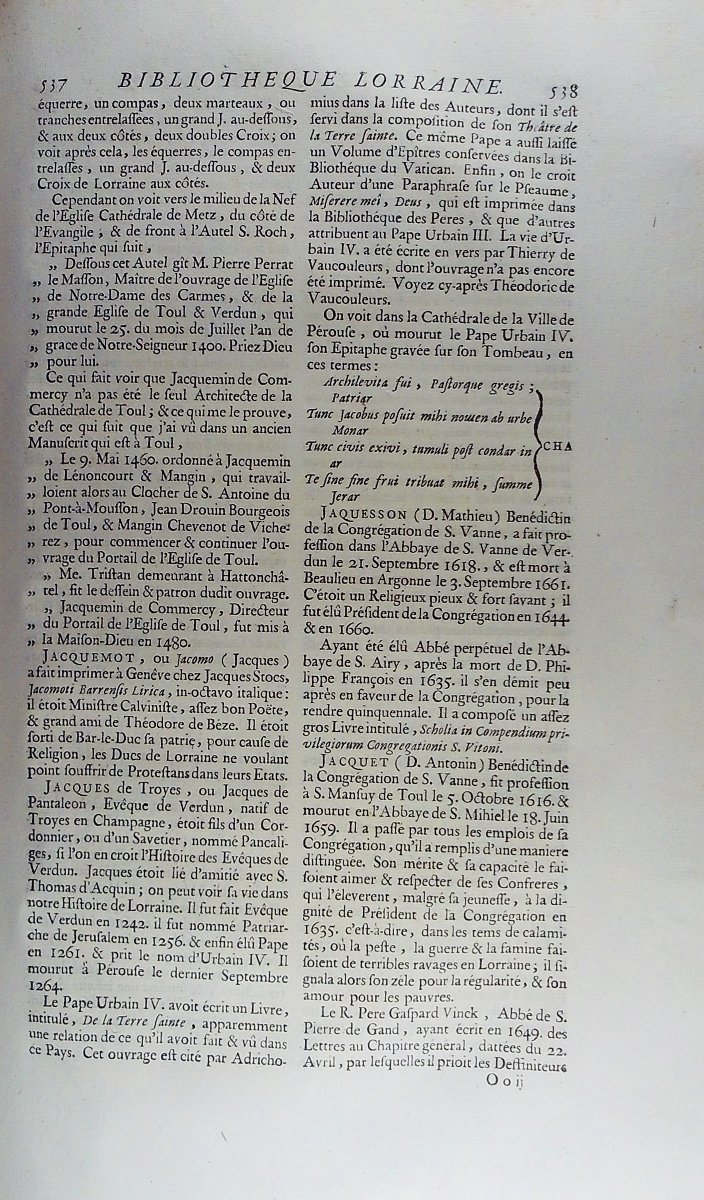 537 BIBLIOTHEQUE LORRAINE. 538
équerre, un compas, deux marteaux, ou
tranches entrelassées, un grand J. au-dessous,
& aux deux côtés, deux doubles Croix; on
voit après cela, les équerres, le compas en-
trelassés, un grand J. au-dessous, & deux
Croix de Lorraine aux côtés.
Cependant on voit vers le milieu de la Nef
de l'Eglise Cathédrale de Metz, du côté de
l'Evangile; & de front à l'Autel S. Roch,
l'Epitaphe qui suit,
„ Dessous cet Autel gît M. Pierre Perrat
„ le Masson, Maître de l'ouvrage de l'Eglise
„ de Notre-Dame des Carmes, & de la
„ grande Eglise de Toul & Verdun, qui
„ mourut le 25. du mois de Juillet l'an de
„ grace de Notre-Seigneur 1400. Priez Dieu
„ pour lui.
Ce qui fait voir que Jacquemin de Com-
mercy n'a pas été le seul Architecte de la
Cathédrale de Toul; & ce qui me le prouve,
c'est ce qui suit que j'ai vû dans un ancien
Manuscrit qui est à Toul,
„ Le 9. Mai 1460. ordonné à Jacquemin
„ de Lénoncourt & Mangin, qui travail-
„ loient alors au Clocher de S. Antoine du
„ Pont-à-Mousson, Jean Drouin Bourgeois
„ de Toul, & Mangin Chevenot de Viche-
„ rez, pour commencer & continuer l'ou-
„ vrage du Portail de l'Eglise de Toul.
„ Me. Tristan demeurant à Hattonchâ-
„ tel, fit le dessein & patron dudit ouvrage.
„ Jacquemin de Commercy, Directeur
„ du Portail de l'Eglise de Toul, fut mis à
„ la Maison-Dieu en 1480.
JACQUEMOT, ou Jacomo (Jacques)
a fait imprimer à Genêve chez Jacques Stocs,
Jacomoti Barrensis Lirica, in-octavo italique:
il étoit Ministre Calviniste, assez bon Poëte,
& grand ami de Théodore de Béze. Il étoit
sorti de Bar-le-Duc sa patrie, pour cause de
Religion, les Ducs de Lorraine ne voulant
point souffrir de Protestans dans leurs Etats.
JACQUES de Troyes, ou Jacques de
Pantaleon, Evêque de Verdun, natif de
Troyes en Champagne, étoit fils d'un Cor-
donnier, ou d'un Savetier, nommé Pancali-
ges, si l'on en croit l'Histoire des Evéques de
Verdun. Jacques étoit lié d'amitié avec S.
Thomas d'Acquin; on peut voir sa vie dans
notre Histoire de Lorraine. Il fut fait Evêque
de Verdun en 1242. il fut nommé Patriar-
che de Jerusalem en 1256. & enfin élû Pape
en 1261. & prit le nom d'Urbain IV. Il
mourut à Pérouse le dernier Septembre
1264.
Le Pape Urbain IV. avoit écrit un Livre,
intitulé, De la Terre sainte, apparemment
une relation de ce qu'il avoit fait & vû dans
ce Pays. Cet ouvrage est cité par Adricho-
mius dans la liste des Auteurs, dont il s'est
servi dans la composition de son Théâtre de
la Terre sainte. Ce même Pape a aussi laissé
un Volume d'Epîtres conservées dans la Bi-
bliothéque du Vatican. Enfin, on le croit
Auteur d'une Paraphrase sur le Pseaume,
Miserere meî, Deus, qui est imprimée dans
la Bibliothéque des Peres, & que d'autres
attribuent au Pape Urbain III. La vie d'Ur-
bain IV. a été écrite en vers par Thierry de
Vaucouleurs, dont l'ouvrage n'a pas encore
été imprimé. Voyez cy-après Théodoric de
Vaucouleurs.
On voit dans la Cathédrale de la Ville de
Pérouse, où mourut le Pape Urbain IV.
son Epitaphe gravée sur son Tombeau, en
ces termes:
Archilevita fui, Pastorque gregis;
Patriar
Tunc Jacobus posuit mihi nomen ab urbe
Monar
Tunc civis exivi, tumuli post condar in CHA
ar
Te sine fine frui tribuat mihi, summe
Jerar
JAQUESSON (D. Mathieu) Benédictin
de la Congrégation de S. Vanne, a fait pro-
fession dans l'Abbaye de S. Vanne de Ver-
dun le 21. Septembre 1618., & est mort à
Beaulieu en Argonne le 3. Septembre 1661.
C'étoit un Religieux pieux & fort savant; il
fut élû Président de la Congrégation en 1644.
& en 1660.
Ayant été élû Abbé perpétuel de l'Ab-
baye de S. Airy, après la mort de D. Phi-
lippe François en 1635. il s'en démit peu
après en faveur de la Congrégation, pour la
rendre quinquennale. Il a composé un assez
gros Livre intitulé, Scholia in Compendium pri-
vilegiorum Congregationis S. Vitoni.
JACQUET (D. Antonin) Benédictin de
la Congrégation de S. Vanne, fit profession
à S. Mansuy de Toul le 5. Octobre 1616. &
mourut en l'Abbaye de S. Mihiel le 18. Juin
1659. Il a passé par tous les emplois de sa
Congrégation, qu'il a remplis d'une maniere
distinguée. Son mérite & sa capacité le fai-
soient aimer & respecter de ses Confreres,
qui l'éleverent, malgré sa jeunesse, à la di-
gnité de Président de la Congrégation en
1635. c'est-à-dire, dans les tems de calami-
tés, où la peste, la guerre & la famine fai-
soient de terribles ravages en Lorraine; il si-
gnala alors son zéle pour la régularité, & son
amour pour les pauvres.
Le R. Pere Gaspard Vinck, Abbé de S.
Pierre de Gand, ayant écrit en 1649. des
Lettres au Chapitre général, dattées du 22.
Avril, par lesquelles il prioit les Deffiniteurs
O o ij